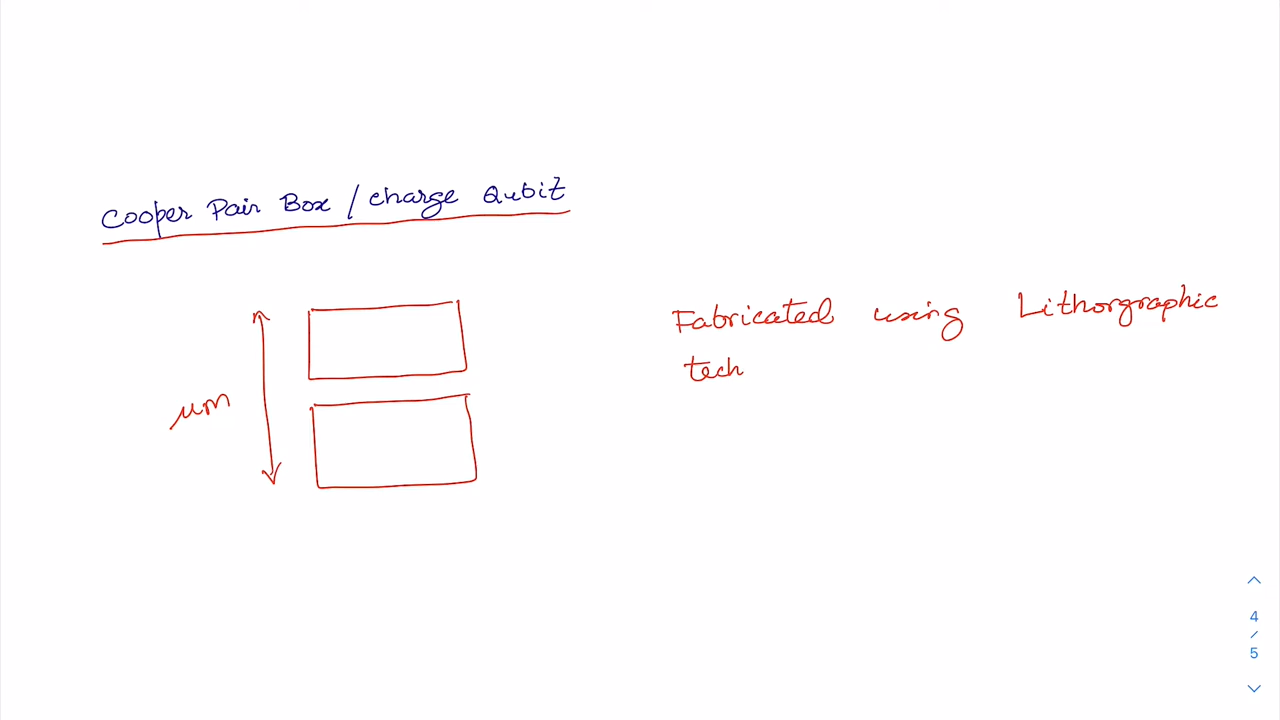 Cooper Pair Box / charge Qubit
Fabricated using Lithorgraphic
tech
μm
4
/
5